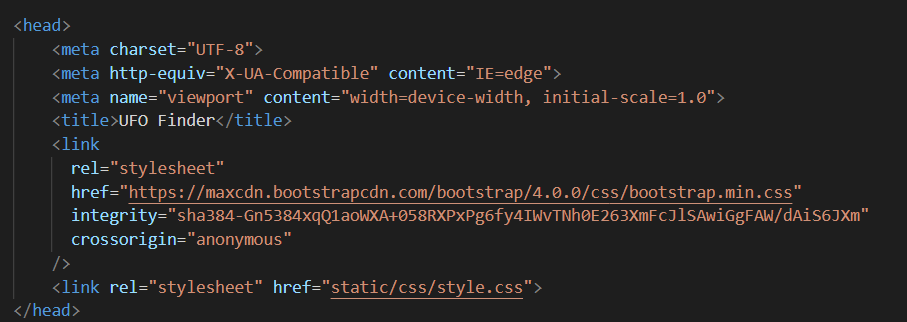 <head>
<meta charset="UTF-8">
<meta http-equiv="X-UA-Compatible" content="IE=edge">
<meta name="viewport" content="width=device-width, initial-scale=1.0">
<title>UFO Finder</title>
<link
rel="stylesheet"
href="https://maxcdn.bootstrapcdn.com/bootstrap/4.0.0/css/bootstrap.min.css"
integrity="sha384-Gn5384xqQ1aoWXA+058RXPxPg6fy4IWvTNh0E263XmFcJlSAwiGgFAW/dAiS6JXm"
crossorigin="anonymous"
/>
<link rel="stylesheet" href="static/css/style.css">
</head>